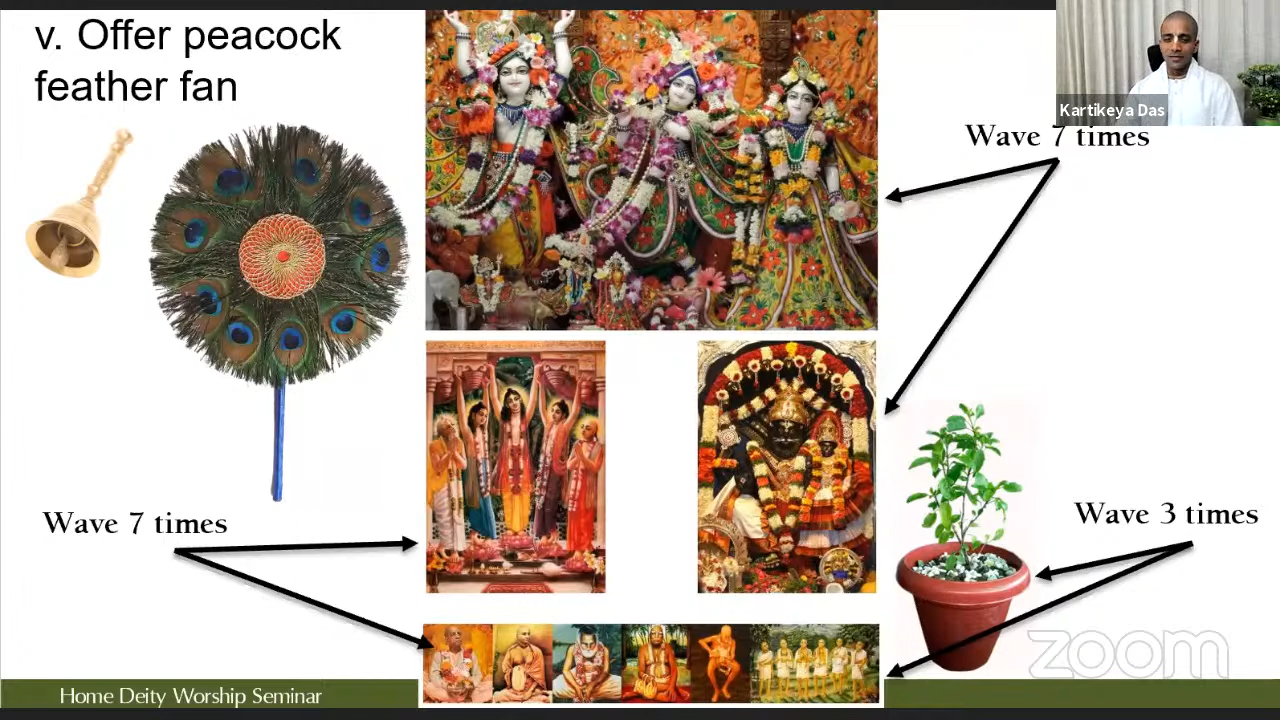 v. Offer peacock
feather fan
Kartikeya Das
Wave 7 times
Wave 7 times
Wave 3 times
zoom
Home Deity Worship Seminar